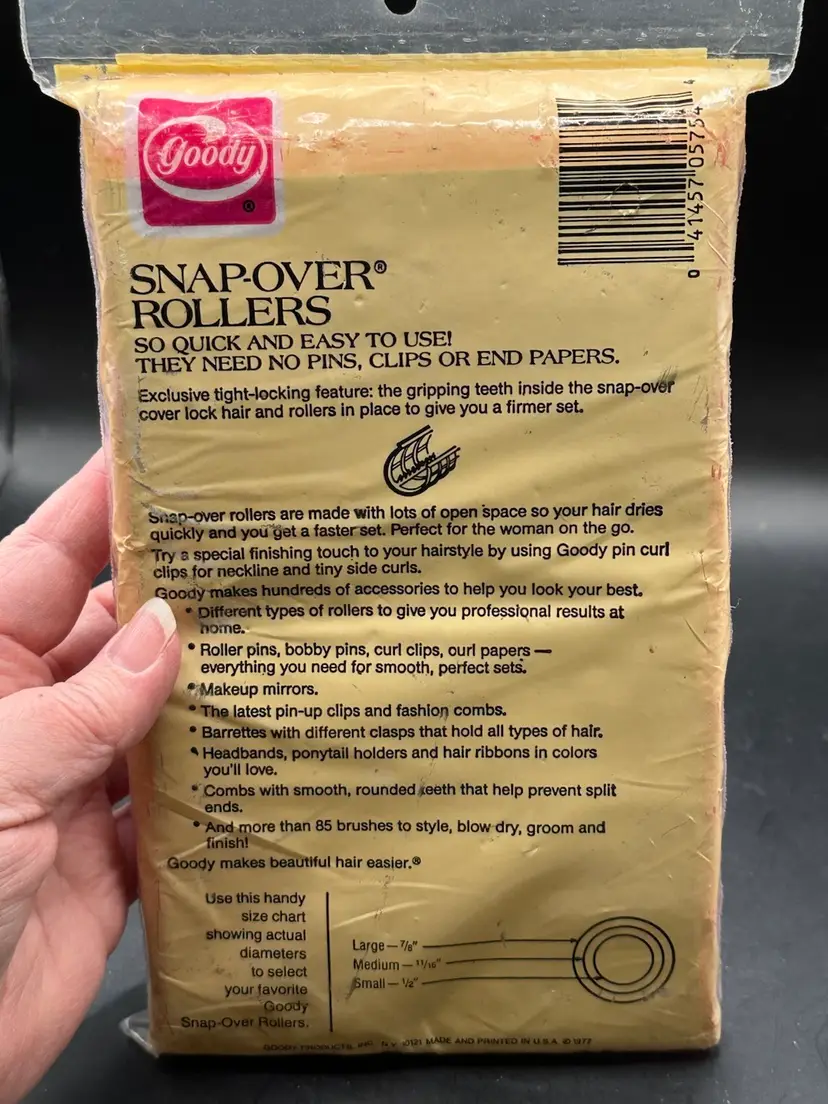 Goody
®
0 41457 05754 4
SNAP-OVER®
ROLLERS
SO QUICK AND EASY TO USE!
THEY NEED NO PINS, CLIPS OR END PAPERS.
Exclusive tight-locking feature: the gripping teeth inside the snap-over
cover lock hair and rollers in place to give you a firmer set.
Snap-over rollers are made with lots of open space so your hair dries
quickly and you get a faster set. Perfect for the woman on the go.
Try a special finishing touch to your hairstyle by using Goody pin curl
clips for neckline and tiny side curls.
Goody makes hundreds of accessories to help you look your best.
• Different types of rollers to give you professional results at
home.
• Roller pins, bobby pins, curl clips, curl papers —
everything you need for smooth, perfect sets.
• Makeup mirrors.
• The latest pin-up clips and fashion combs.
• Barrettes with different clasps that hold all types of hair.
• Headbands, ponytail holders and hair ribbons in colors
you'll love.
• Combs with smooth, rounded teeth that help prevent split
ends.
• And more than 85 brushes to style, blow dry, groom and
finish!
Goody makes beautiful hair easier.®
Use this handy
size chart
showing actual
diameters
to select
your favorite
Goody
Snap-Over Rollers.
Large — 7/8"
Medium — 11/16"
Small — 1/2"
GOODY PRODUCTS, INC. N.Y. 10121 MADE AND PRINTED IN U.S.A. © 1977